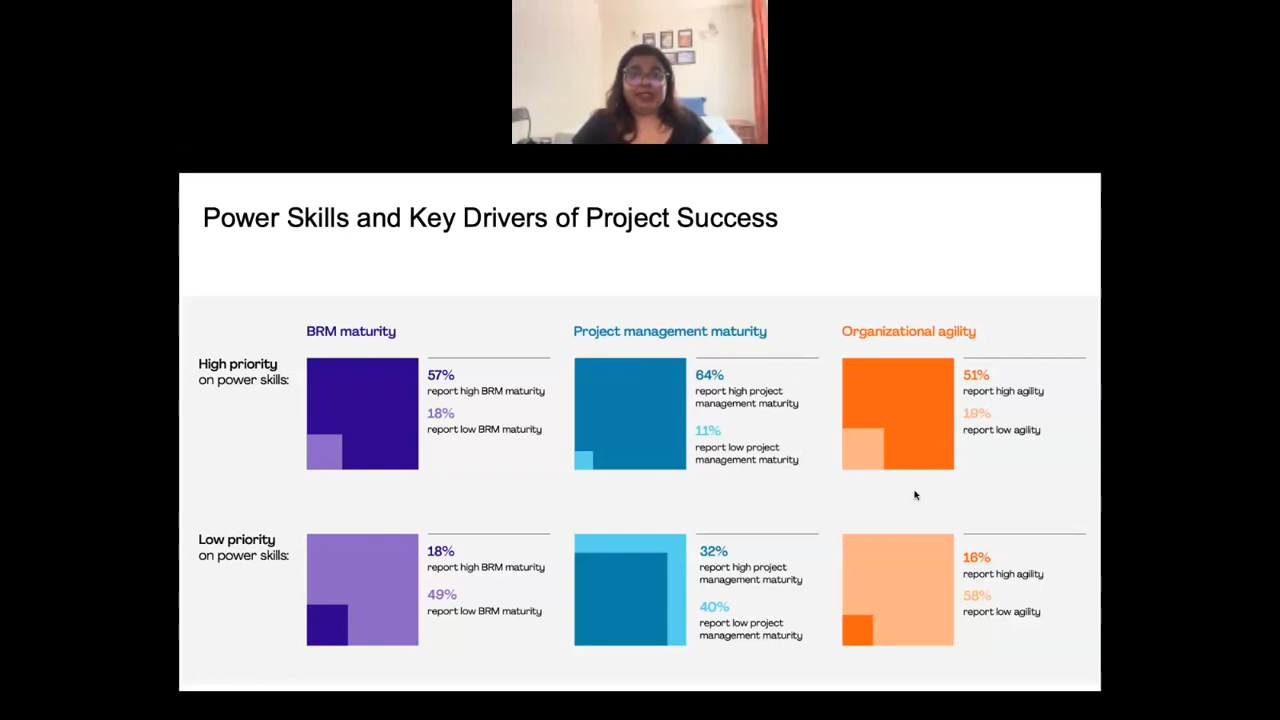 Power Skills and Key Drivers of Project Success
BRM maturity
Project management maturity
Organizational agility
High priority
on power skills:
57%
report high BRM maturity
18%
report low BRM maturity
64%
report high project
management maturity
11%
report low project
management maturity
51%
report high agility
19%
report low agility
Low priority
on power skills:
18%
report high BRM maturity
49%
report low BRM maturity
32%
report high project
management maturity
40%
report low project
management maturity
16%
report high agility
58%
report low agility